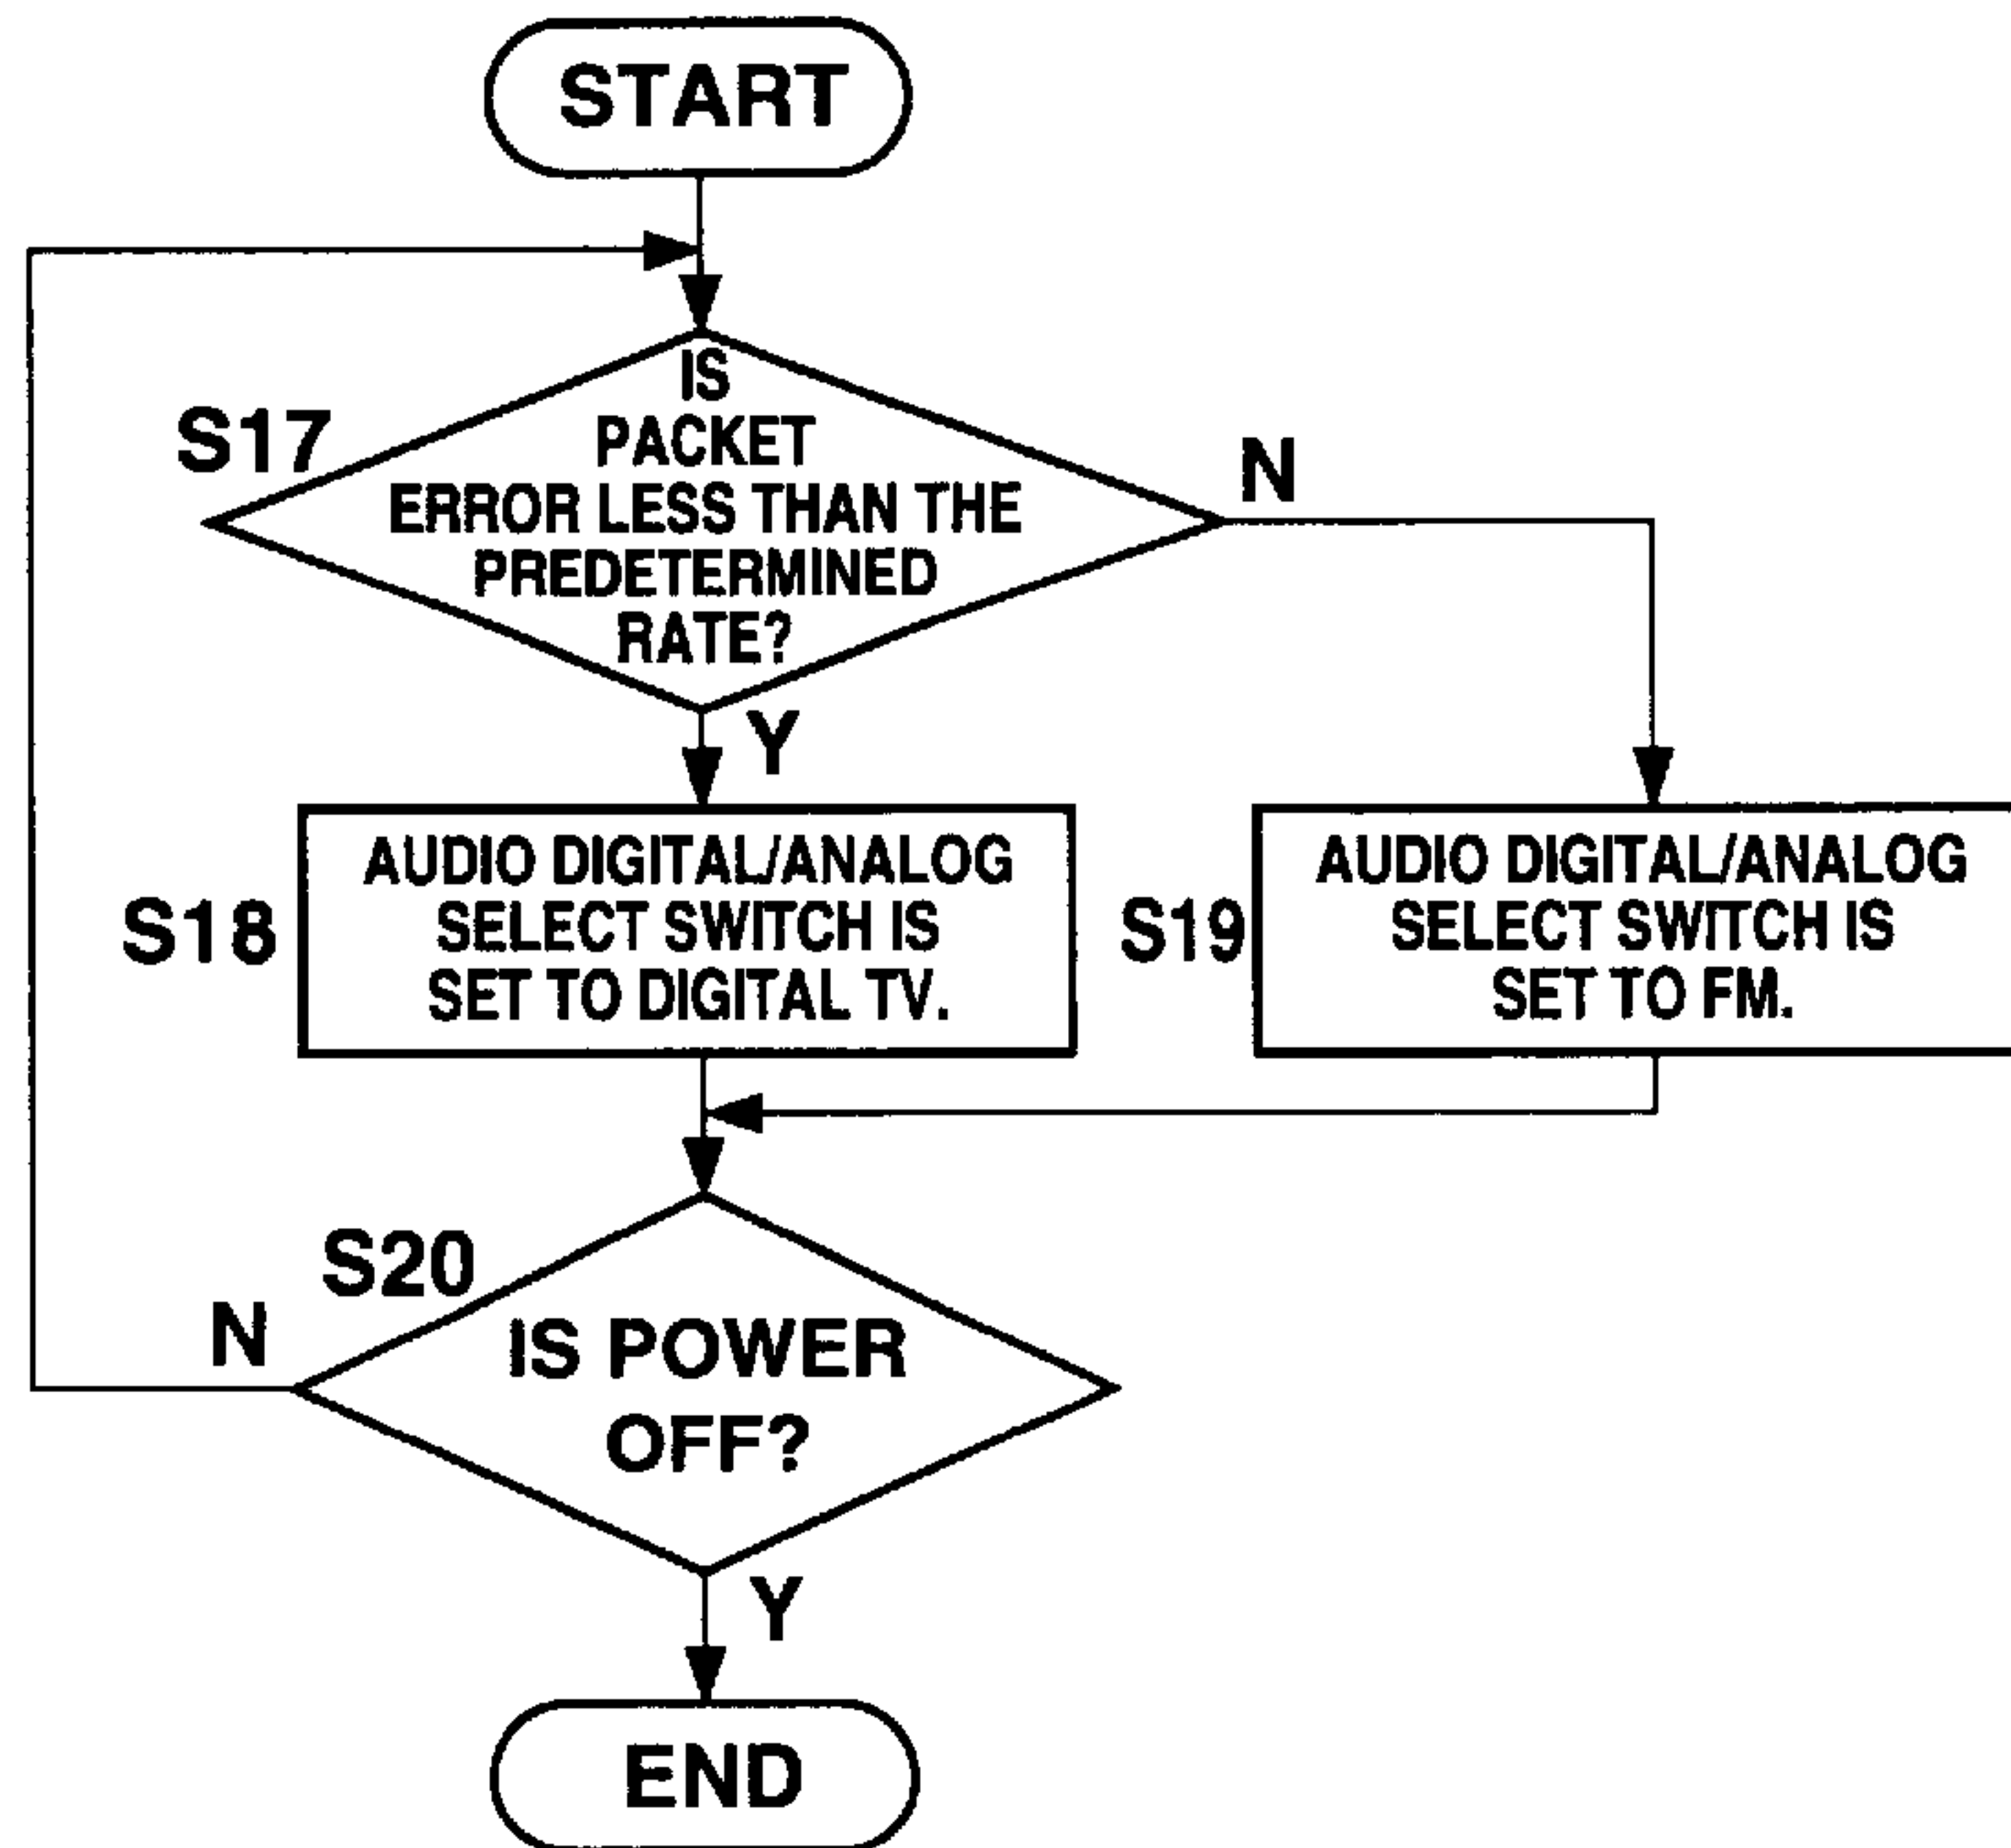 START
IS
PACKET
ERROR LESS THAN THE
PREDETERMINED
RATE?
S17
N
Y
AUDIO DIGITAL/ANALOG
SELECT SWITCH IS
SET TO DIGITAL TV.
S18
AUDIO DIGITAL/ANALOG
SELECT SWITCH IS
SET TO FM.
S19
S20
IS POWER
OFF?
N
Y
END